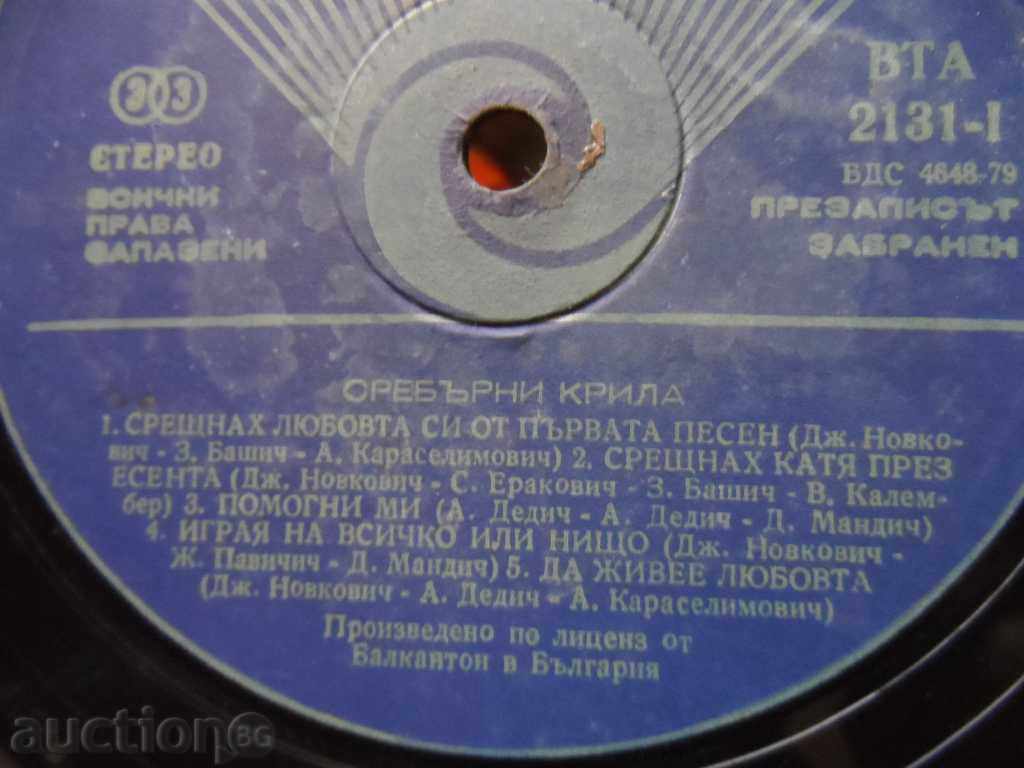 33
СТЕРЕО
ВСИЧКИ
ПРАВА
ЗАПАЗЕНИ
ВТА
2131-I
БДС 4648-79
ПРЕЗАПИСЪТ
ЗАБРАНЕН
СРЕБЪРНИ КРИЛА
1. СРЕЩНАХ ЛЮБОВТА СИ ОТ ПЪРВАТА ПЕСЕН (Дж. Новко-
вич - З. Башич - А. Караселимович) 2. СРЕЩНАХ КАТЯ ПРЕЗ
ЕСЕНТА (Дж. Новкович - С. Еракович - З. Башич - В. Калем-
бер) 3. ПОМОГНИ МИ (А. Дедич - А. Дедич - Д. Мандич)
4. ИГРАЯ НА ВСИЧКО ИЛИ НИЩО (Дж. Новкович -
Ж. Павичич - Д. Мандич) 5. ДА ЖИВЕЕ ЛЮБОВТА
(Дж. Новкович - А. Дедич - А. Караселимович)
Произведено по лиценз от
Балкантон в България
auction BG